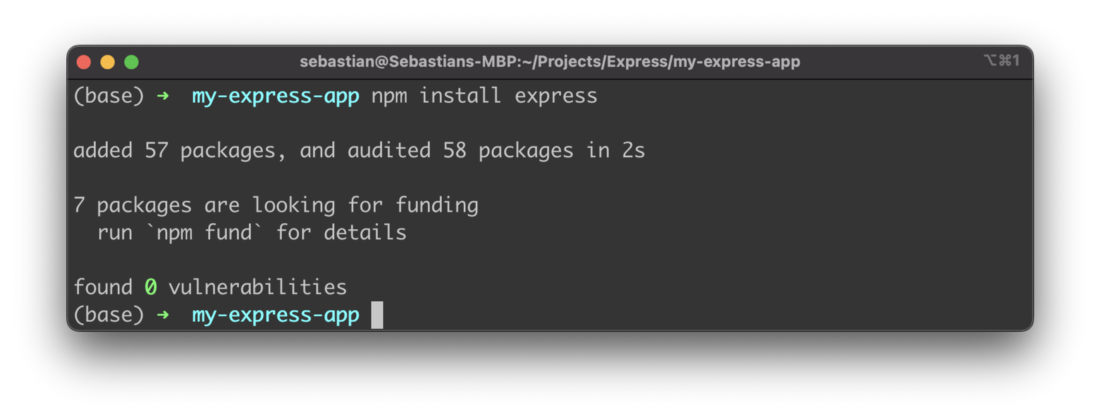 sebastian@Sebastians-MBP:~/Projects/Express/my-express-app ⌥⌘1
(base) ➜ my-express-app npm install express
added 57 packages, and audited 58 packages in 2s
7 packages are looking for funding
run `npm fund` for details
found 0 vulnerabilities
(base) ➜ my-express-app